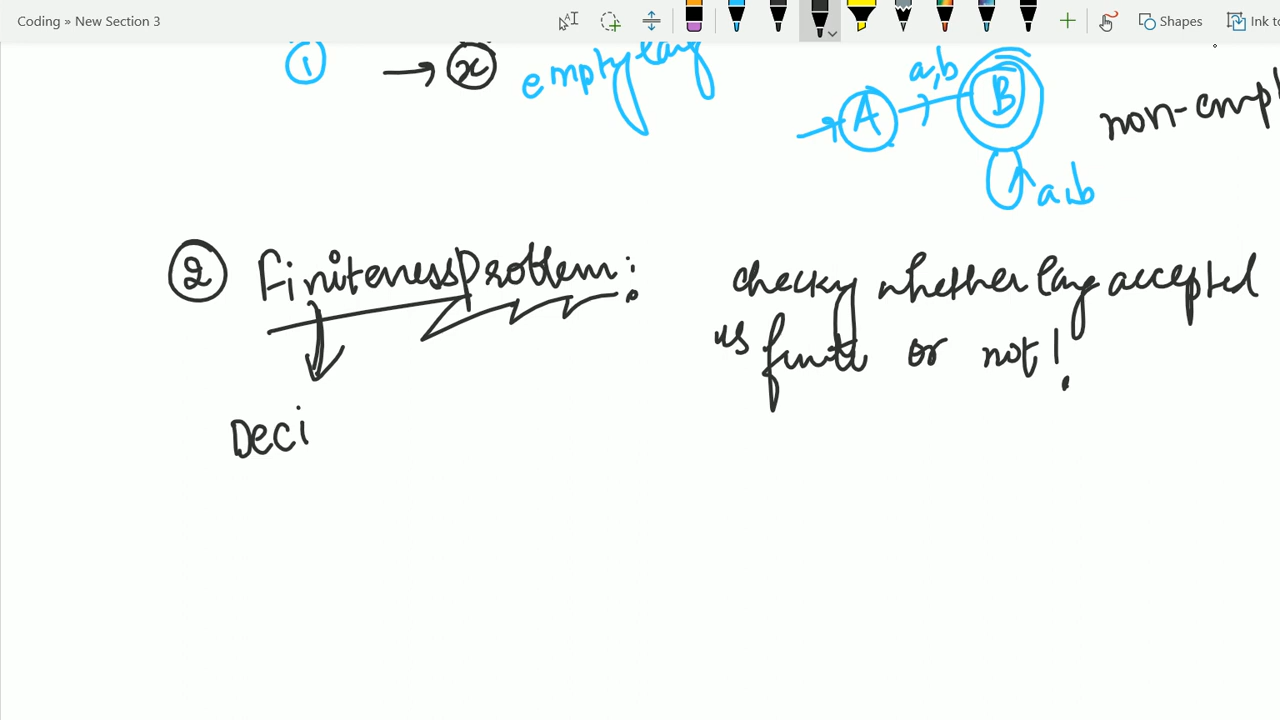 Coding » New Section 3
Shapes
Ink to
1 x empty lang
A a,b B a,b
non-empt
2 Finiteness Problem: checkg whether lang accepted
is finite or not!
Deci